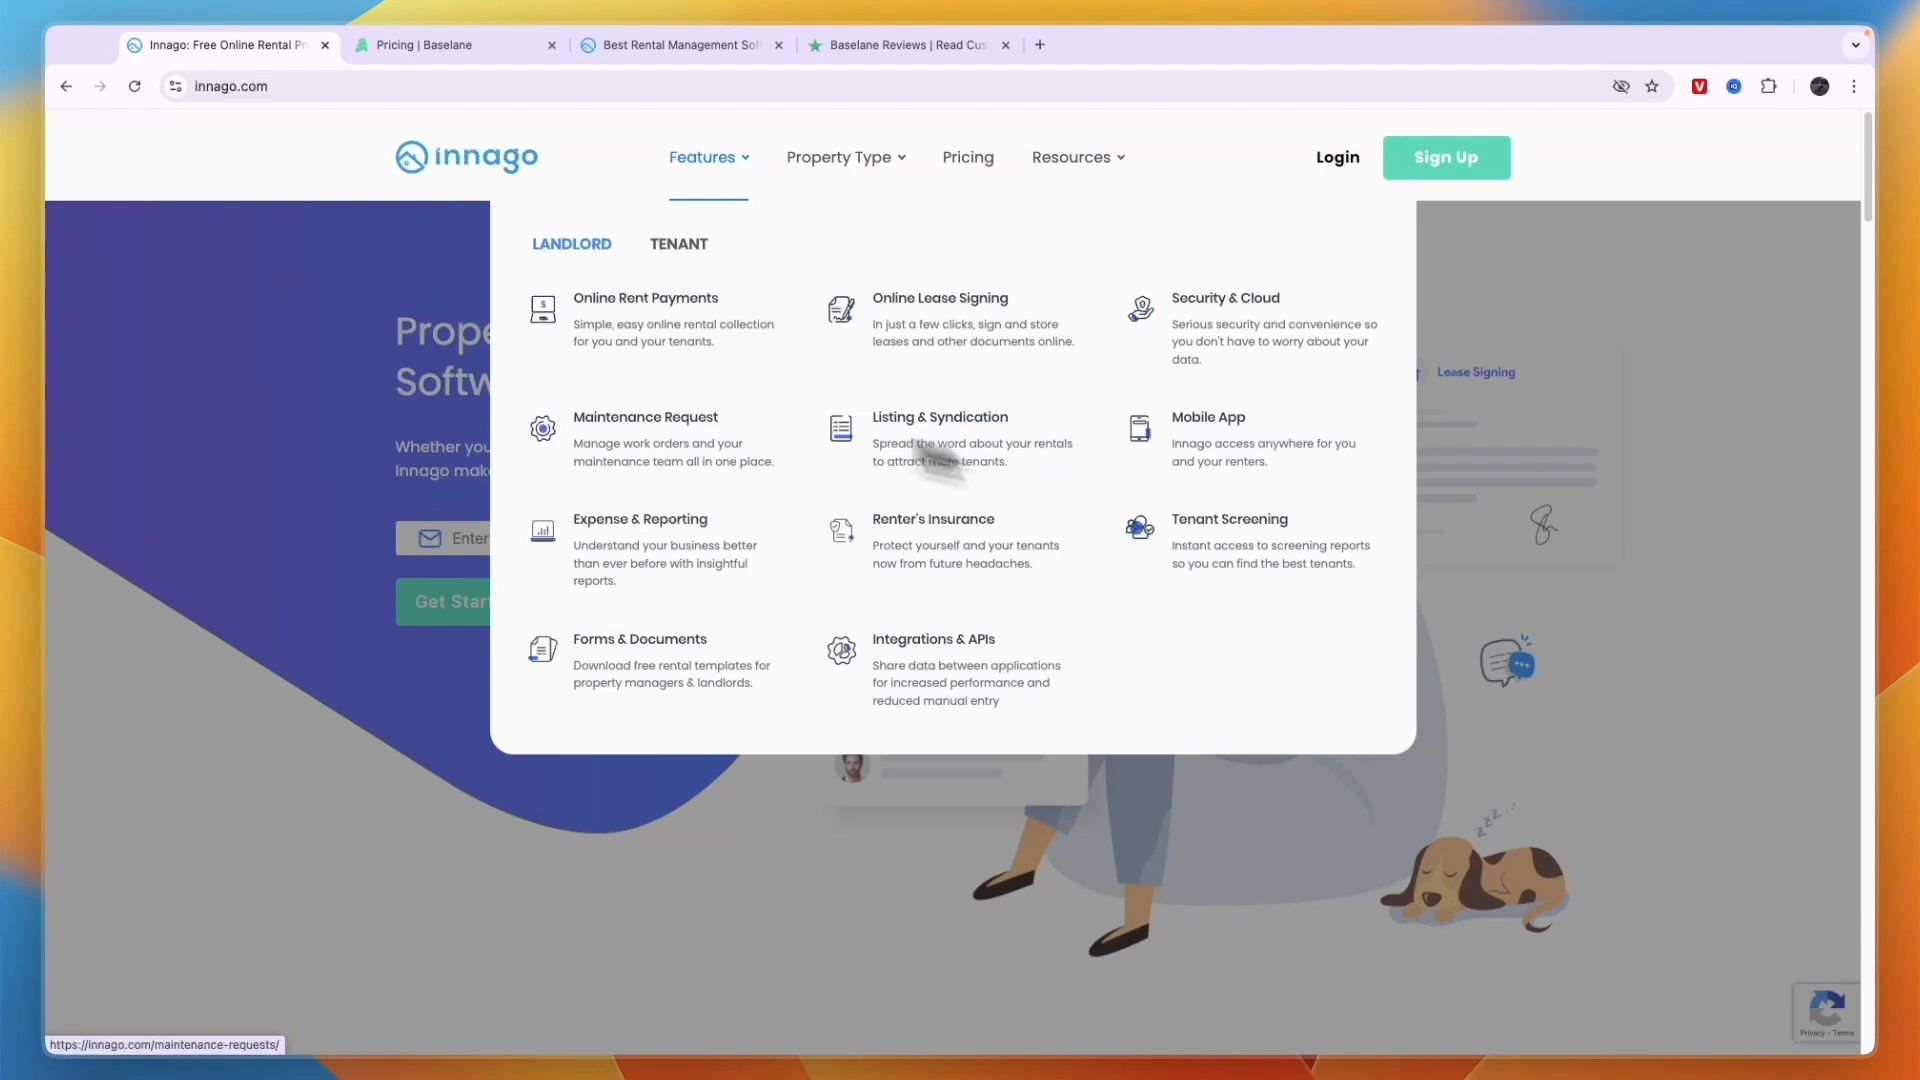 Innago: Free Online Rental Pr
Pricing | Baselane
Best Rental Management Sof
Baselane Reviews | Read Cus
innago.com
innago
Features
Property Type
Pricing
Resources
Login
Sign Up
LANDLORD
TENANT
Online Rent Payments
Simple, easy online rental collection
for you and your tenants.
Online Lease Signing
In just a few clicks, sign and store
leases and other documents online.
Security & Cloud
Serious security and convenience so
you don't have to worry about your
data.
Maintenance Request
Manage work orders and your
maintenance team all in one place.
Listing & Syndication
Spread the word about your rentals
to attract more tenants.
Mobile App
Innago access anywhere for you
and your renters.
Expense & Reporting
Understand your business better
than ever before with insightful
reports.
Renter's Insurance
Protect yourself and your tenants
now from future headaches.
Tenant Screening
Instant access to screening reports
so you can find the best tenants.
Forms & Documents
Download free rental templates for
property managers & landlords.
Integrations & APIs
Share data between applications
for increased performance and
reduced manual entry
Prope
Softw
Whether you
Innago mak
Enter
Get Start
Lease Signing
zzz...
Privacy - Terms
https://innago.com/maintenance-requests/